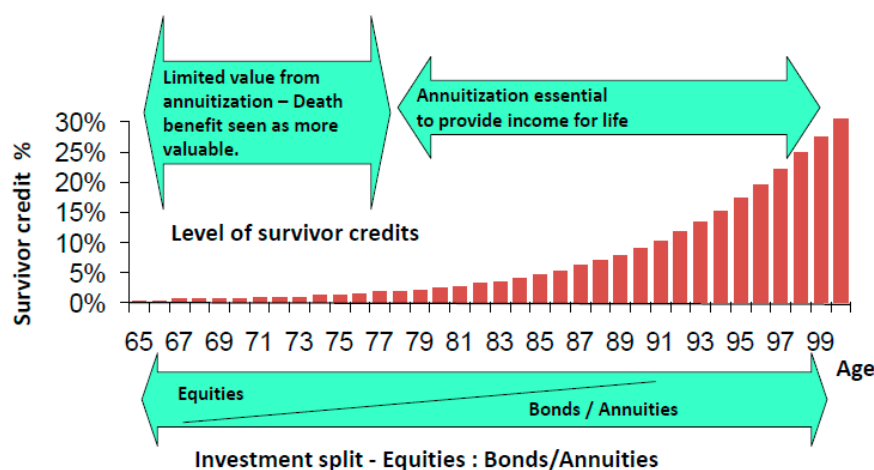 Limited value from
annuitization – Death
benefit seen as more
valuable.
Annuitization essential
to provide income for life
Survivor credit %
30%
25%
20%
15%
10%
5%
0%
Level of survivor credits
65 67 69 71 73 75 77 79 81 83 85 87 89 91 93 95 97 99
Age
Equities
Bonds / Annuities
Investment split - Equities : Bonds/Annuities